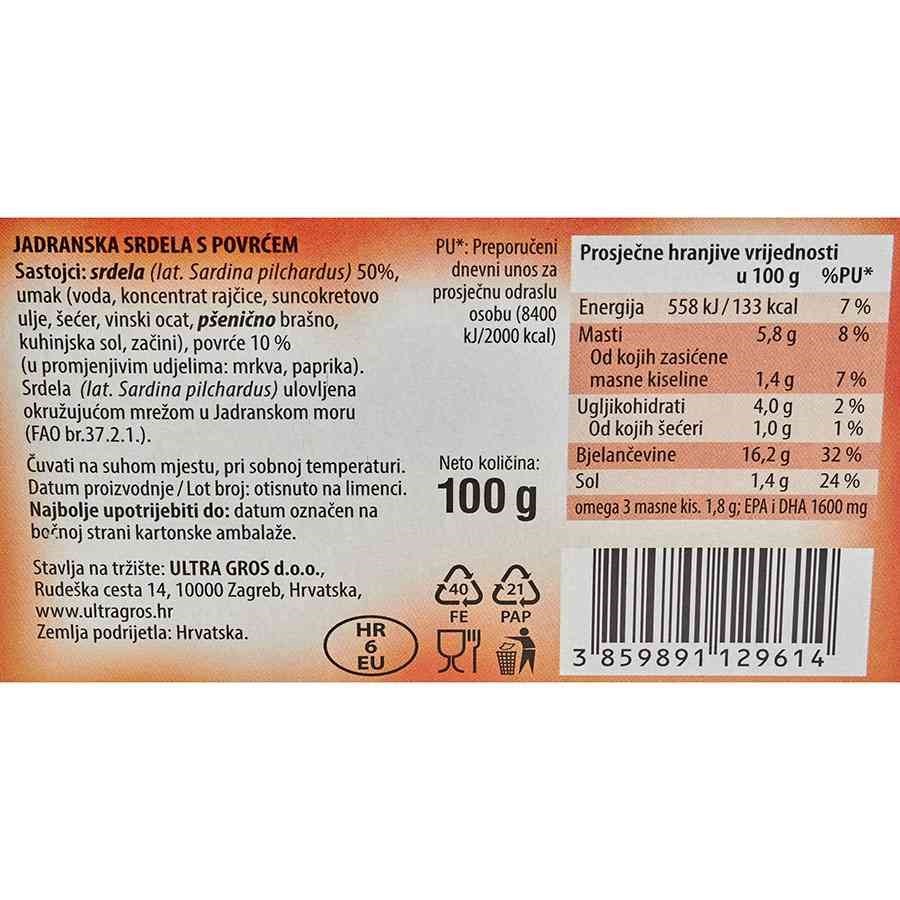 JADRANSKA SRDELA S POVRĆEM
Sastojci: srdela (lat. Sardina pilchardus) 50%,
umak (voda, koncentrat rajčice, suncokretovo
ulje, šećer, vinski ocat, pšenično brašno,
kuhinjska sol, začini), povrće 10 %
(u promjenjivim udjelima: mrkva, paprika).
Srdela (lat. Sardina pilchardus) ulovljena
okružujućom mrežom u Jadranskom moru
(FAO br.37.2.1.).
Čuvati na suhom mjestu, pri sobnoj temperaturi.
Datum proizvodnje / Lot broj: otisnuto na limenci.
Najbolje upotrijebiti do: datum označen na
bočnoj strani kartonske ambalaže.
Stavlja na tržište: ULTRA GROS d.o.o.,
Rudeška cesta 14, 10000 Zagreb, Hrvatska,
www.ultragros.hr
Zemlja podrijetla: Hrvatska.
HR
6
EU
PU*: Preporučeni
dnevni unos za
prosječnu odraslu
osobu (8400
kJ/2000 kcal)
Neto količina:
100 g
40
FE
21
PAP
Prosječne hranjive vrijednosti
u 100 g %PU*
Energija 558 kJ / 133 kcal 7 %
Masti 5,8 g 8 %
Od kojih zasićene
masne kiseline 1,4 g 7 %
Ugljikohidrati 4,0 g 2 %
Od kojih šećeri 1,0 g 1 %
Bjelančevine 16,2 g 32 %
Sol 1,4 g 24 %
omega 3 masne kis. 1,8 g; EPA i DHA 1600 mg
3 859891 129614